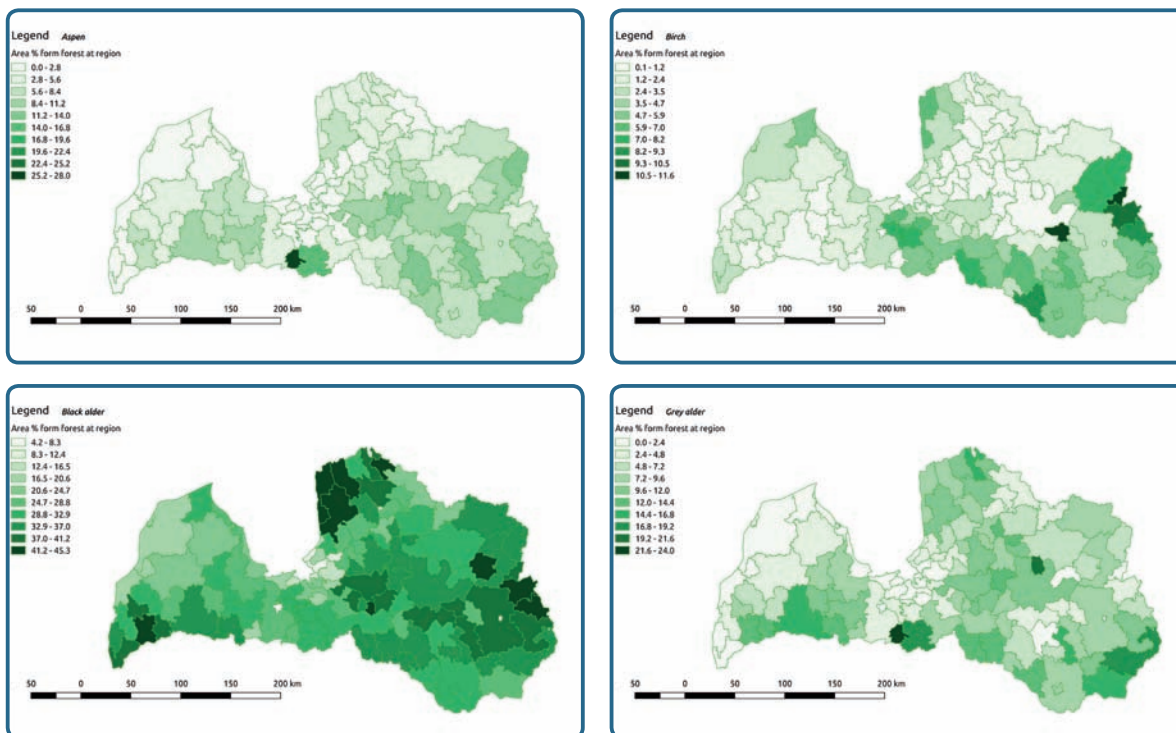 Legend Aspen
Area % form forest at region
0.0 - 2.8
2.8 - 5.6
5.6 - 8.4
8.4 - 11.2
11.2 - 14.0
14.0 - 16.8
16.8 - 19.6
19.6 - 22.4
22.4 - 25.2
25.2 - 28.0
50 0 50 100 150 200 km
Legend Birch
Area % form forest at region
0.1 - 1.2
1.2 - 2.4
2.4 - 3.5
3.5 - 4.7
4.7 - 5.9
5.9 - 7.0
7.0 - 8.2
8.2 - 9.3
9.3 - 10.5
10.5 - 11.6
50 0 50 100 150 200 km
Legend Black alder
Area % form forest at region
4.2 - 8.3
8.3 - 12.4
12.4 - 16.5
16.5 - 20.6
20.6 - 24.7
24.7 - 28.8
28.8 - 32.9
32.9 - 37.0
37.0 - 41.2
41.2 - 45.3
50 0 50 100 150 200 km
Legend Grey alder
Area % form forest at region
0.0 - 2.4
2.4 - 4.8
4.8 - 7.2
7.2 - 9.6
9.6 - 12.0
12.0 - 14.4
14.4 - 16.8
16.8 - 19.2
19.2 - 21.6
21.6 - 24.0
50 0 50 100 150 200 km